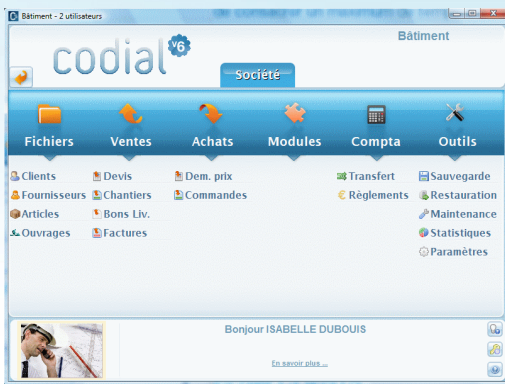 Bâtiment - 2 utilisateurs
codial v6
Bâtiment
Société
Fichiers Ventes Achats Modules Compta Outils
Clients Devis Dem. prix Transfert Sauvegarde
Fournisseurs Chantiers Commandes Règlements Restauration
Articles Bons Liv. Maintenance
Ouvrages Factures Statistiques
Paramètres
Bonjour ISABELLE DUBOUIS
En savoir plus ...